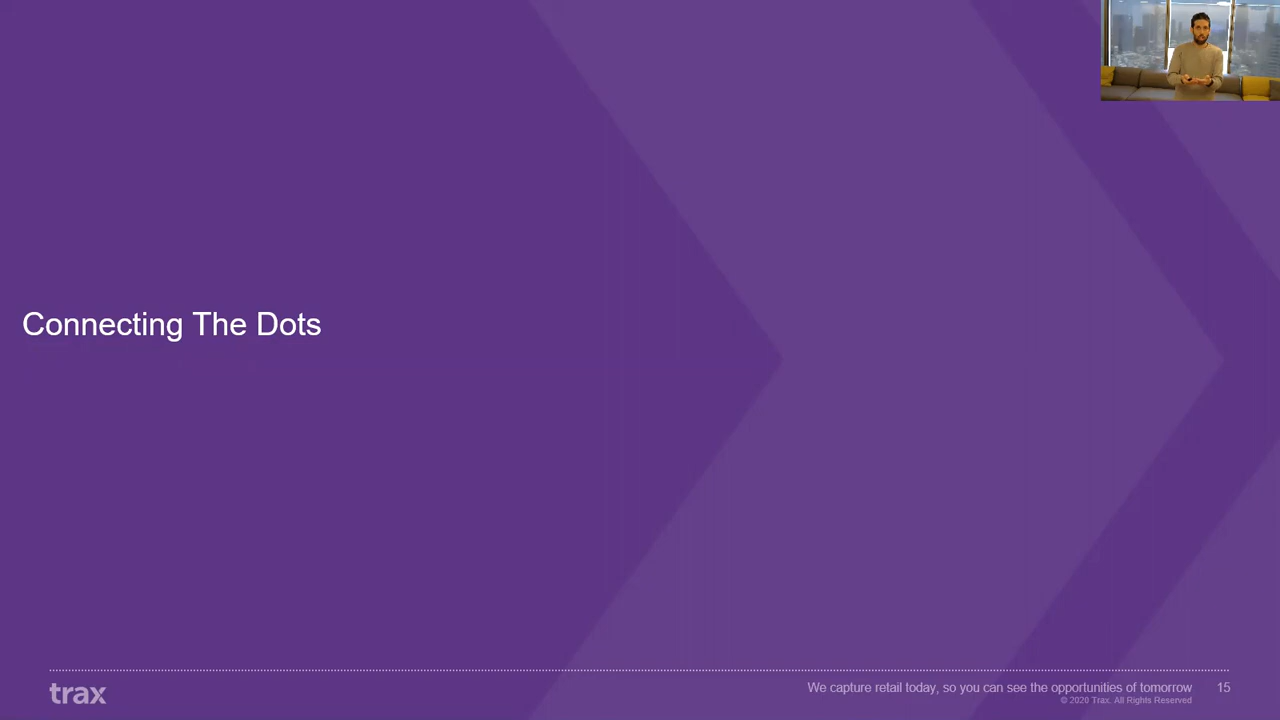 Connecting The Dots
trax
We capture retail today, so you can see the opportunities of tomorrow
15
© 2020 Trax. All Rights Reserved